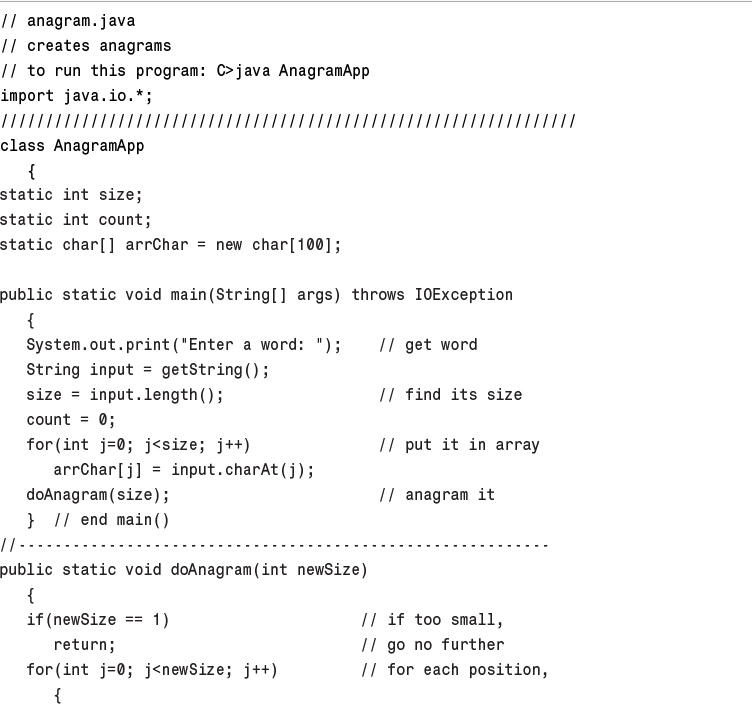 // anagram.java
// creates anagrams
// to run this program: C>java AnagramApp
import java.io.*;
////////////////////////////////////////////////////////////////
class AnagramApp
{
static int size;
static int count;
static char[] arrChar = new char[100];
public static void main(String[] args) throws IOException
{
System.out.print("Enter a word: "); // get word
String input = getString();
size = input.length(); // find its size
count = 0;
for(int j=0; j<size; j++) // put it in array
arrChar[j] = input.charAt(j);
doAnagram(size); // anagram it
} // end main()
//-----------------------------------------------------------
public static void doAnagram(int newSize)
{
if(newSize == 1) // if too small,
return; // go no further
for(int j=0; j<newSize; j++) // for each position,
{